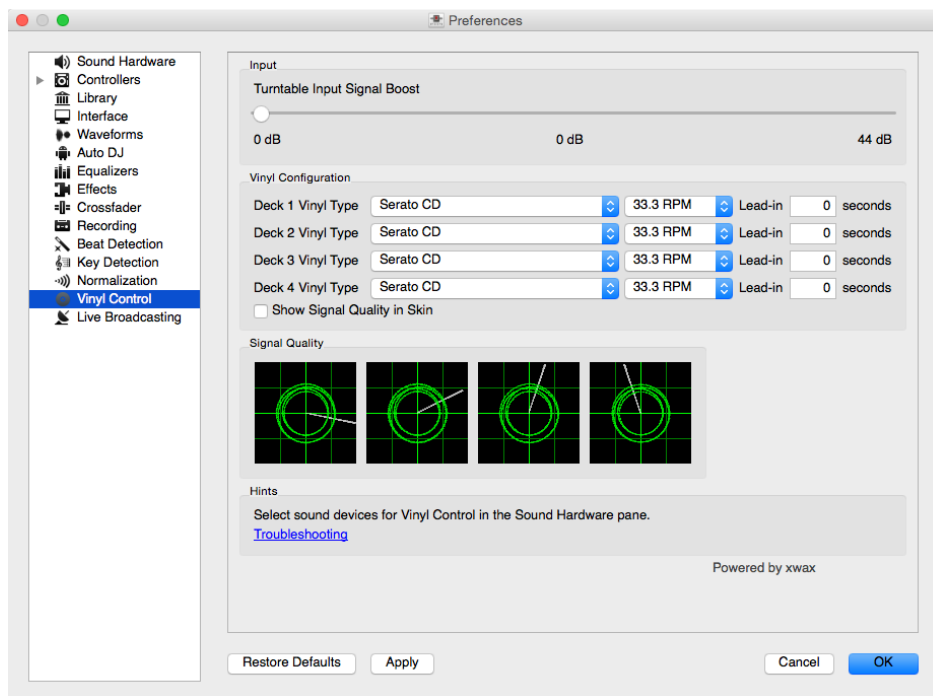 Preferences
Sound Hardware
Controllers
Library
Interface
Waveforms
Auto DJ
Equalizers
Effects
Crossfader
Recording
Beat Detection
Key Detection
Normalization
Vinyl Control
Live Broadcasting
Input
Turntable Input Signal Boost
0 dB 0 dB 44 dB
Vinyl Configuration
Deck 1 Vinyl Type Serato CD 33.3 RPM Lead-in 0 seconds
Deck 2 Vinyl Type Serato CD 33.3 RPM Lead-in 0 seconds
Deck 3 Vinyl Type Serato CD 33.3 RPM Lead-in 0 seconds
Deck 4 Vinyl Type Serato CD 33.3 RPM Lead-in 0 seconds
Show Signal Quality in Skin
Signal Quality
Hints
Select sound devices for Vinyl Control in the Sound Hardware pane.
Troubleshooting
Powered by xwax
Restore Defaults Apply Cancel OK